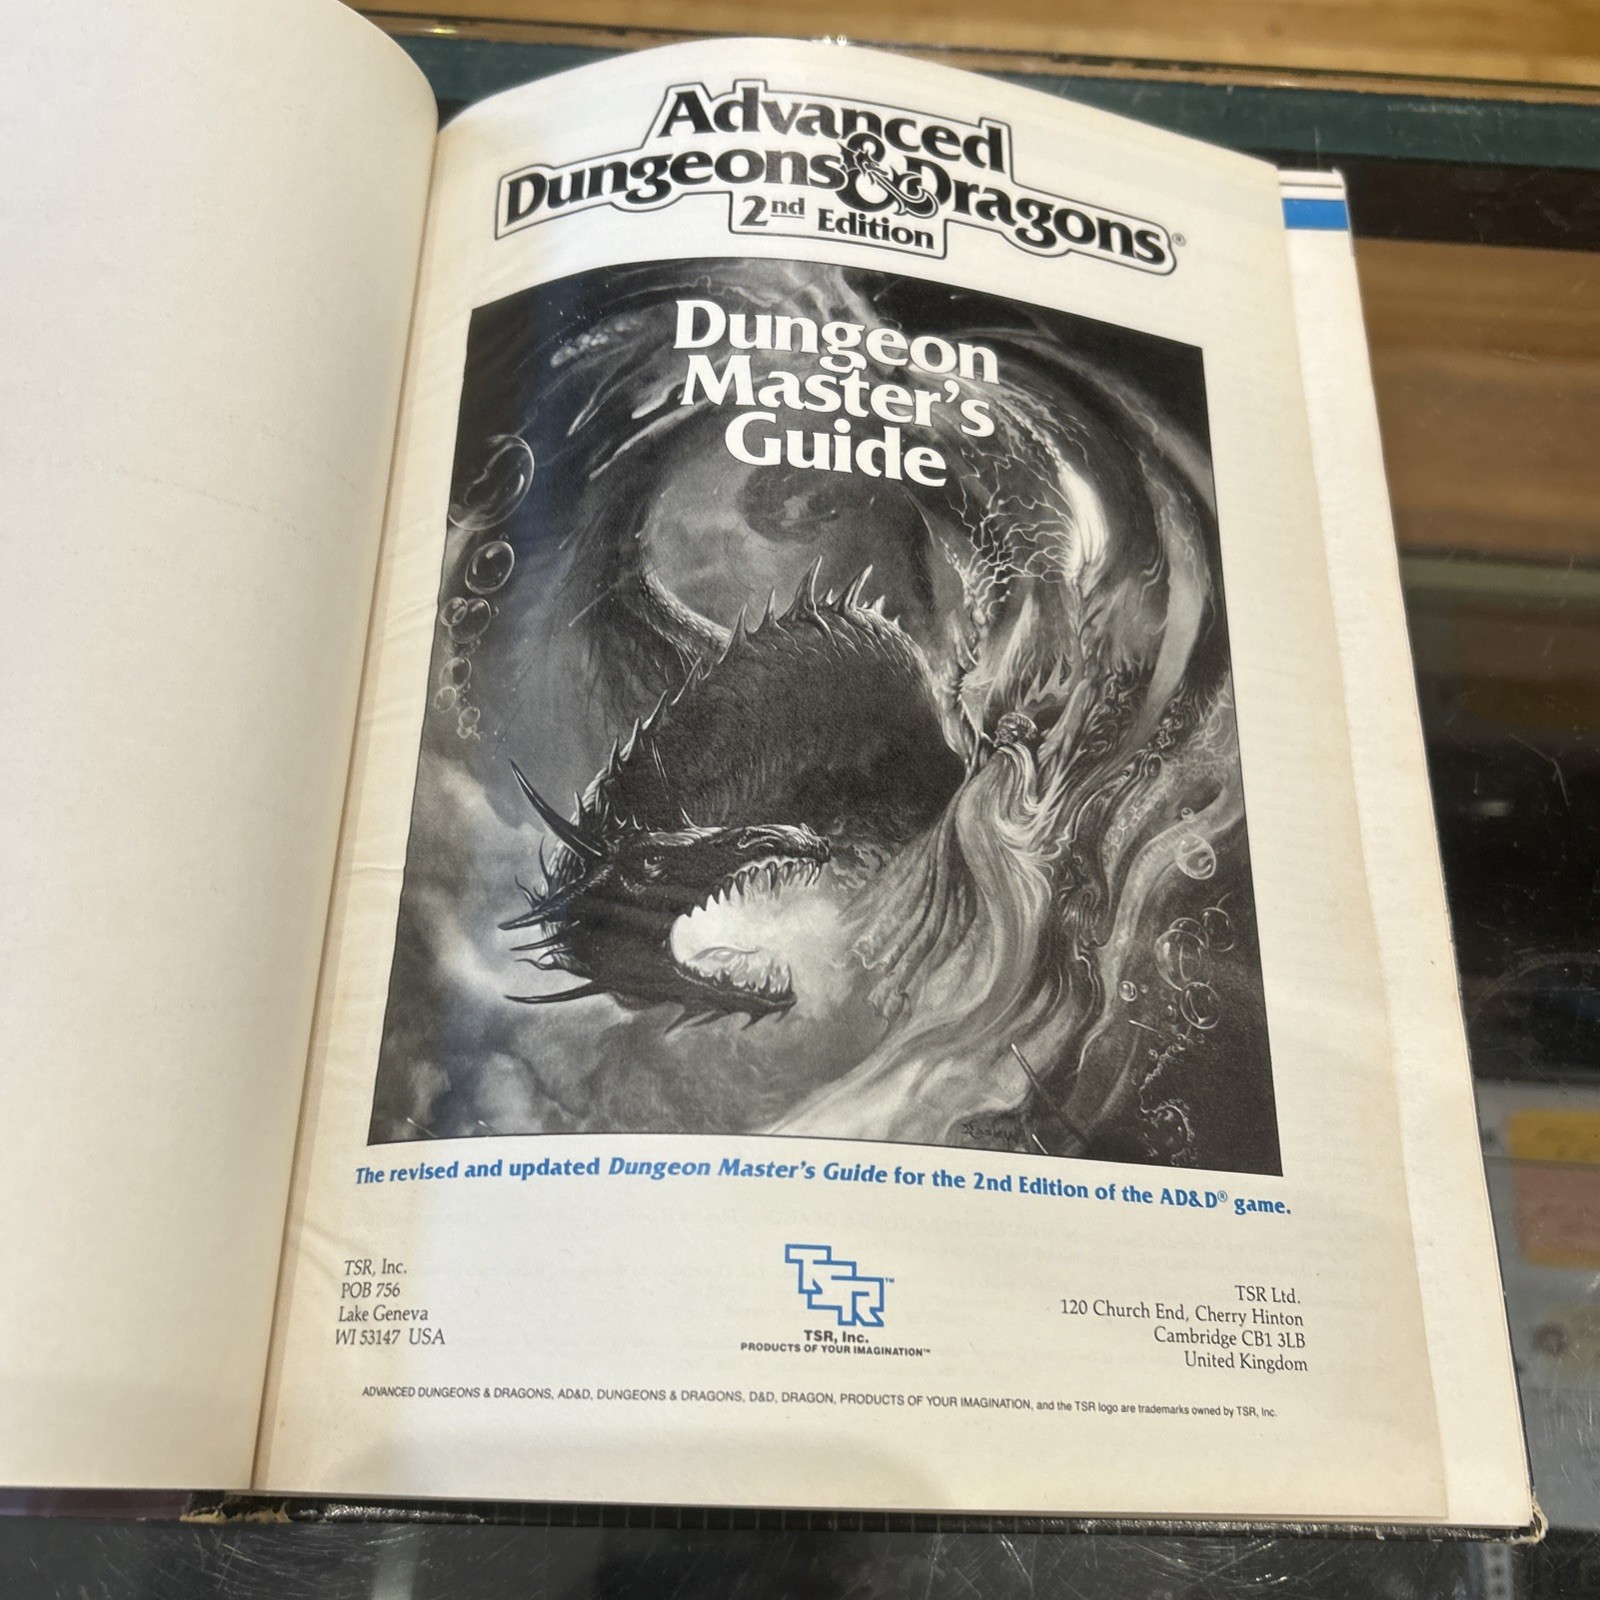 Advanced
Dungeons & Dragons®
2nd Edition
Dungeon
Master's
Guide
Easley
The revised and updated Dungeon Master's Guide for the 2nd Edition of the AD&D® game.
TSR, Inc.
POB 756
Lake Geneva
WI 53147 USA
TSR™
TSR, Inc.
PRODUCTS OF YOUR IMAGINATION™
TSR Ltd.
120 Church End, Cherry Hinton
Cambridge CB1 3LB
United Kingdom
ADVANCED DUNGEONS & DRAGONS, AD&D, DUNGEONS & DRAGONS, D&D, DRAGON, PRODUCTS OF YOUR IMAGINATION, and the TSR logo are trademarks owned by TSR, Inc.